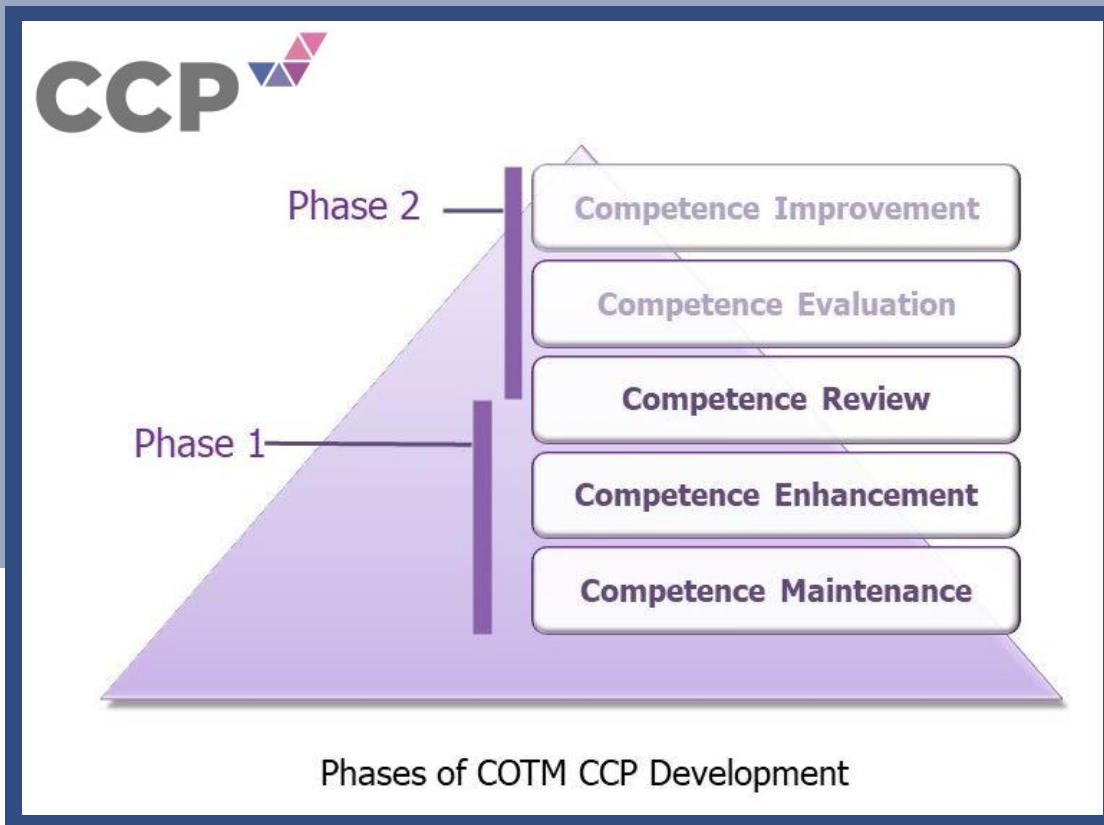 CCP
Phase 2
Competence Improvement
Competence Evaluation
Competence Review
Phase 1
Competence Enhancement
Competence Maintenance
Phases of COTM CCP Development